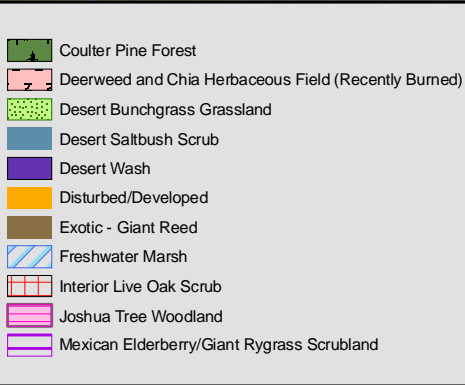 Coulter Pine Forest
Deerweed and Chia Herbaceous Field (Recently Burned)
Desert Bunchgrass Grassland
Desert Saltbush Scrub
Desert Wash
Disturbed/Developed
Exotic - Giant Reed
Freshwater Marsh
Interior Live Oak Scrub
Joshua Tree Woodland
Mexican Elderberry/Giant Rygrass Scrubland